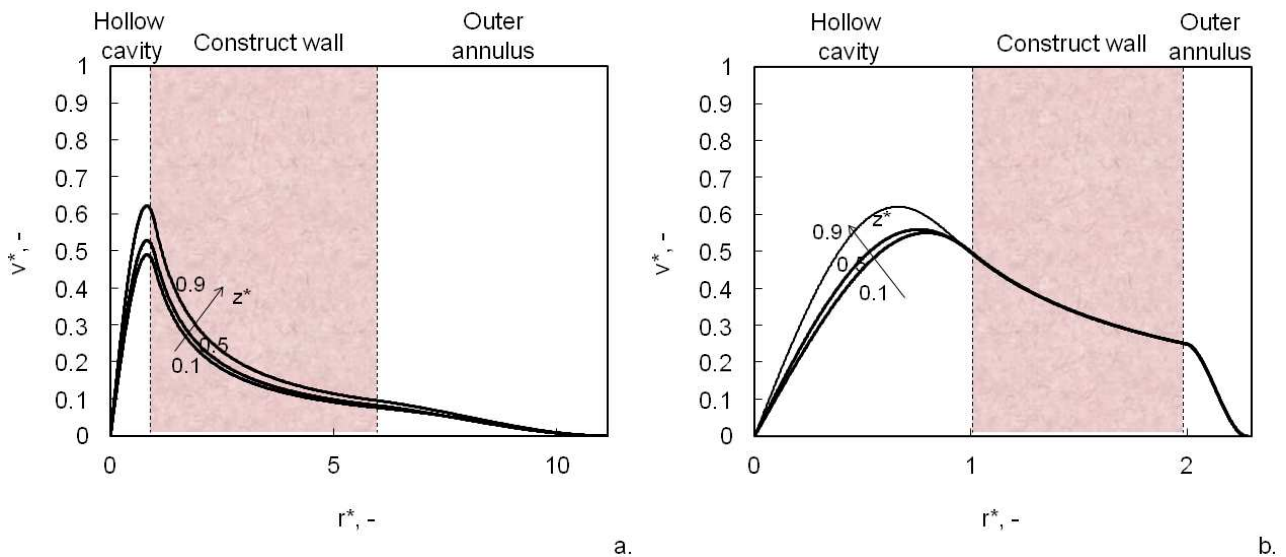 Hollow
cavity
Construct wall
Outer
annulus
1
0.9
0.8
0.7
0.6
0.5
0.4
0.3
0.2
0.1
0
v*, -
0.9
z*
0.5
0.1
0
5
10
r*, -
a.
Hollow
cavity
Construct wall
Outer
annulus
1
0.9
0.8
0.7
0.6
0.5
0.4
0.3
0.2
0.1
0
v*, -
z*
0.9
0.5
0.1
0
1
2
r*, -
b.